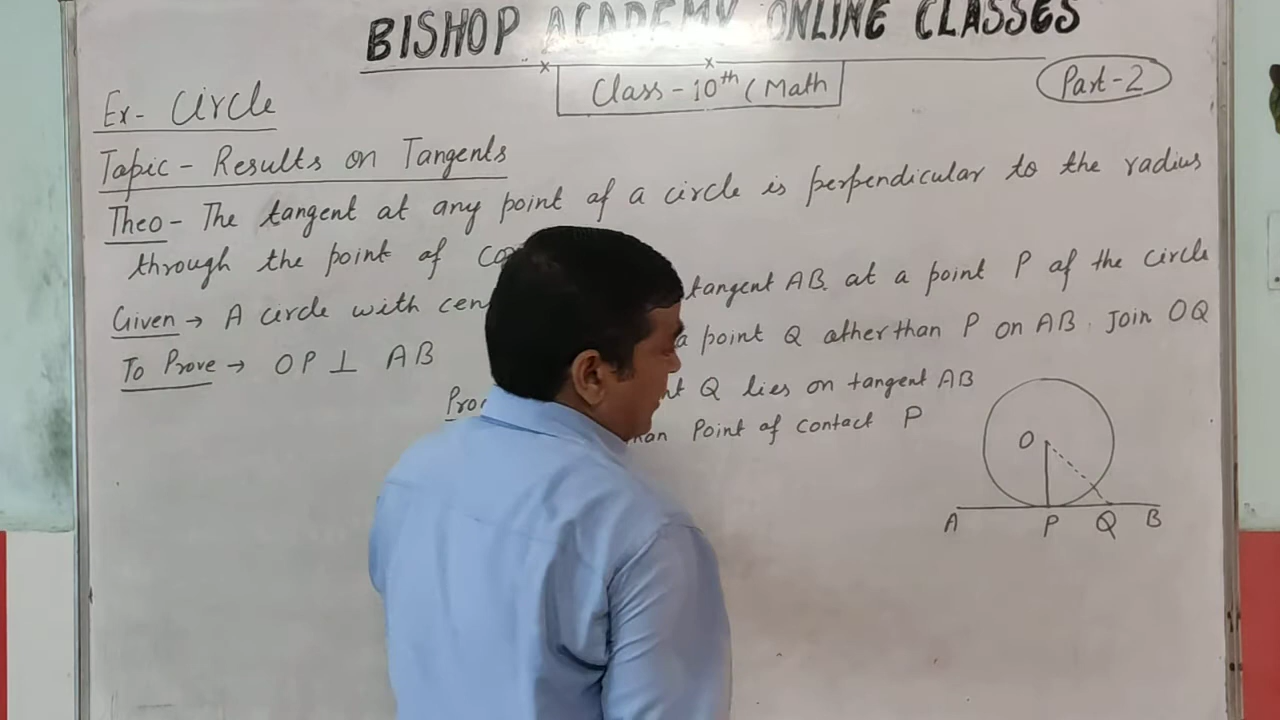 BISHOP ACADEMY ONLINE CLASSES
Class - 10th (Math
Part-2
Ex- Circle
Topic - Results on Tangents
Theo - The tangent at any point of a circle is perpendicular to the radius
through the point of
Given → A circle with tangent AB at a point P of the circle
To Prove → OP ⊥ AB a point Q otherthan P on AB. Join OQ
Q lies on tangent AB
Point of contact P
O
A P Q B